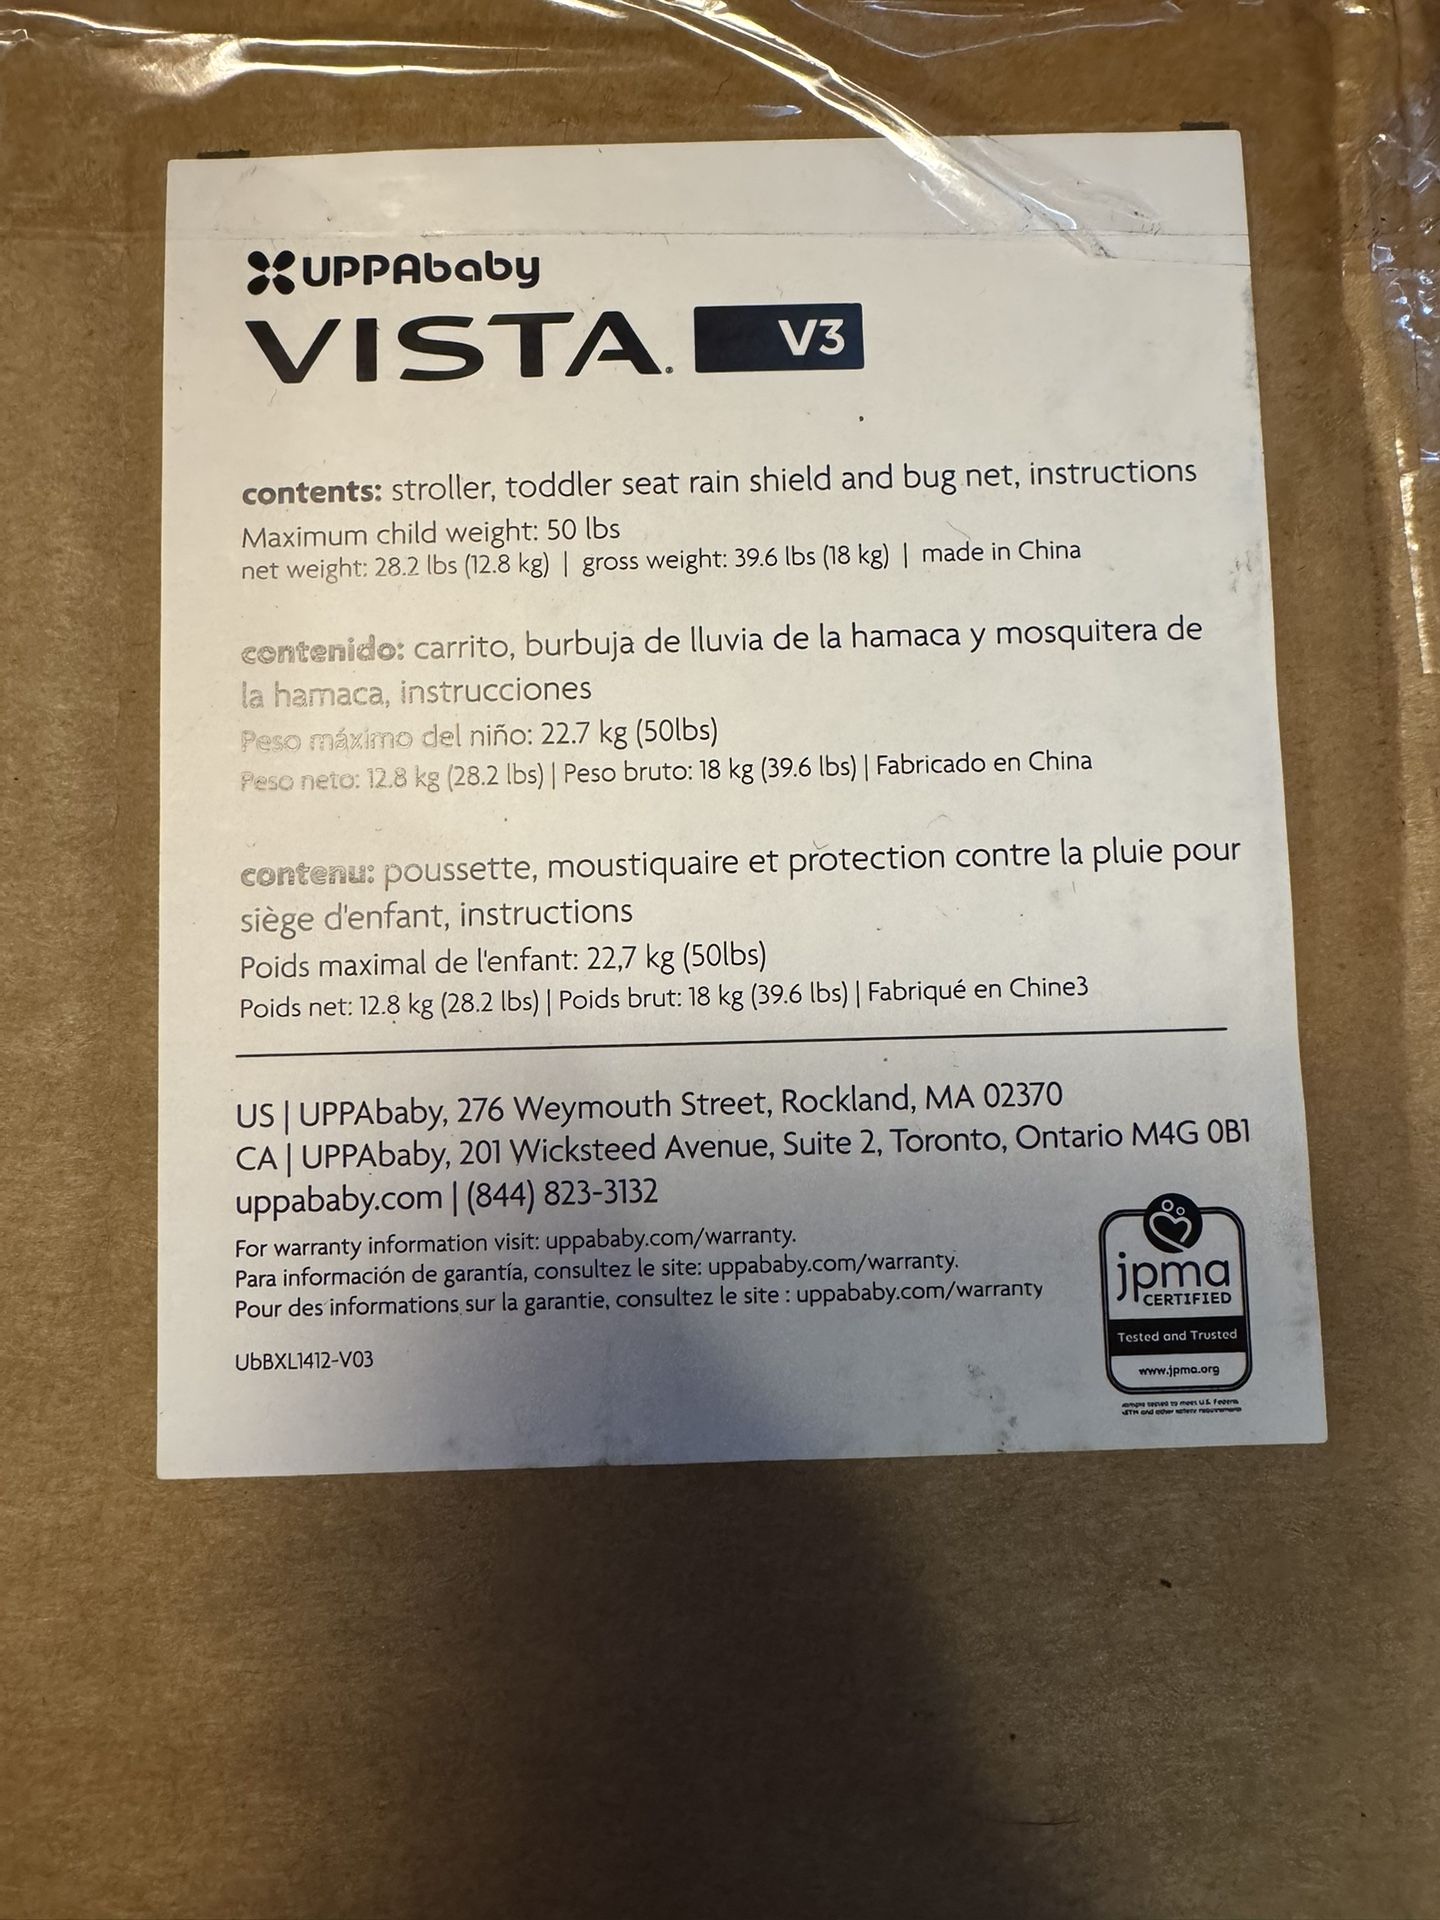 UPPAbaby
VISTA® V3
contents: stroller, toddler seat rain shield and bug net, instructions
Maximum child weight: 50 lbs
net weight: 28.2 lbs (12.8 kg) | gross weight: 39.6 lbs (18 kg) | made in China
contenido: carrito, burbuja de lluvia de la hamaca y mosquitera de
la hamaca, instrucciones
Peso máximo del niño: 22.7 kg (50lbs)
Peso neto: 12.8 kg (28.2 lbs) | Peso bruto: 18 kg (39.6 lbs) | Fabricado en China
contenu: poussette, moustiquaire et protection contre la pluie pour
siège d'enfant, instructions
Poids maximal de l'enfant: 22,7 kg (50lbs)
Poids net: 12.8 kg (28.2 lbs) | Poids brut: 18 kg (39.6 lbs) | Fabriqué en Chine3
US | UPPAbaby, 276 Weymouth Street, Rockland, MA 02370
CA | UPPAbaby, 201 Wicksteed Avenue, Suite 2, Toronto, Ontario M4G 0B1
uppababy.com | (844) 823-3132
For warranty information visit: uppababy.com/warranty.
Para información de garantía, consultez le site: uppababy.com/warranty.
Pour des informations sur la garantie, consultez le site : uppababy.com/warranty
UbBXL1412-V03
jpma
CERTIFIED
Tested and Trusted
www.jpma.org
tested to meet U.S. Federal
and other safety requirements